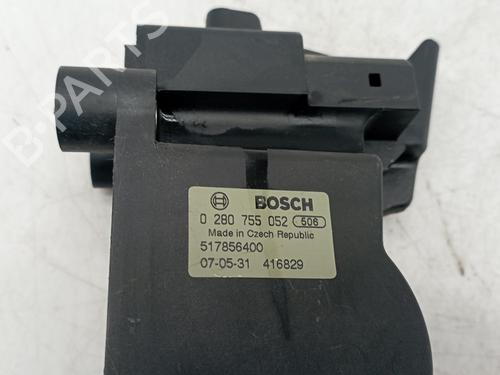 B-PARTS
BOSCH
0 280 755 052 506
Made in Czech Republic
517856400
07-05-31 416829